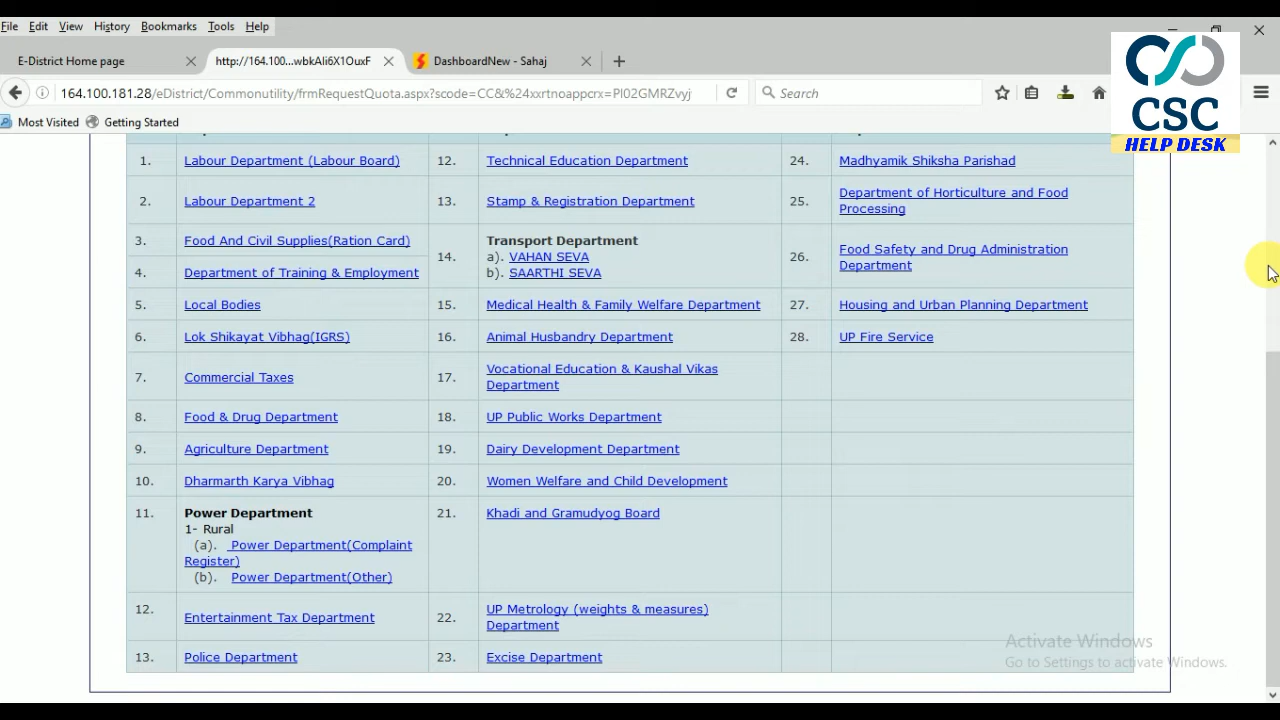 File Edit View History Bookmarks Tools Help
E-District Home page
http://164.100...wbkAli6X1OuxF
DashboardNew - Sahaj
164.100.181.28/eDistrict/Commonutility/frmRequestQuota.aspx?scode=CC&%24xxrtnoappcrx=Pl02GMRZvyj
Search
Most Visited Getting Started
CSC
HELP DESK
1. Labour Department (Labour Board) 12. Technical Education Department 24. Madhyamik Shiksha Parishad
2. Labour Department 2 13. Stamp & Registration Department 25. Department of Horticulture and Food
Processing
3. Food And Civil Supplies(Ration Card)
4. Department of Training & Employment
14. Transport Department
a). VAHAN SEVA
b). SAARTHI SEVA
26. Food Safety and Drug Administration
Department
5. Local Bodies 15. Medical Health & Family Welfare Department 27. Housing and Urban Planning Department
6. Lok Shikayat Vibhag(IGRS) 16. Animal Husbandry Department 28. UP Fire Service
7. Commercial Taxes 17. Vocational Education & Kaushal Vikas
Department
8. Food & Drug Department 18. UP Public Works Department
9. Agriculture Department 19. Dairy Development Department
10. Dharmarth Karya Vibhag 20. Women Welfare and Child Development
11. Power Department
1- Rural
(a). Power Department(Complaint
Register)
(b). Power Department(Other)
21. Khadi and Gramudyog Board
12. Entertainment Tax Department 22. UP Metrology (weights & measures)
Department
13. Police Department 23. Excise Department
Activate Windows
Go to Settings to activate Windows.